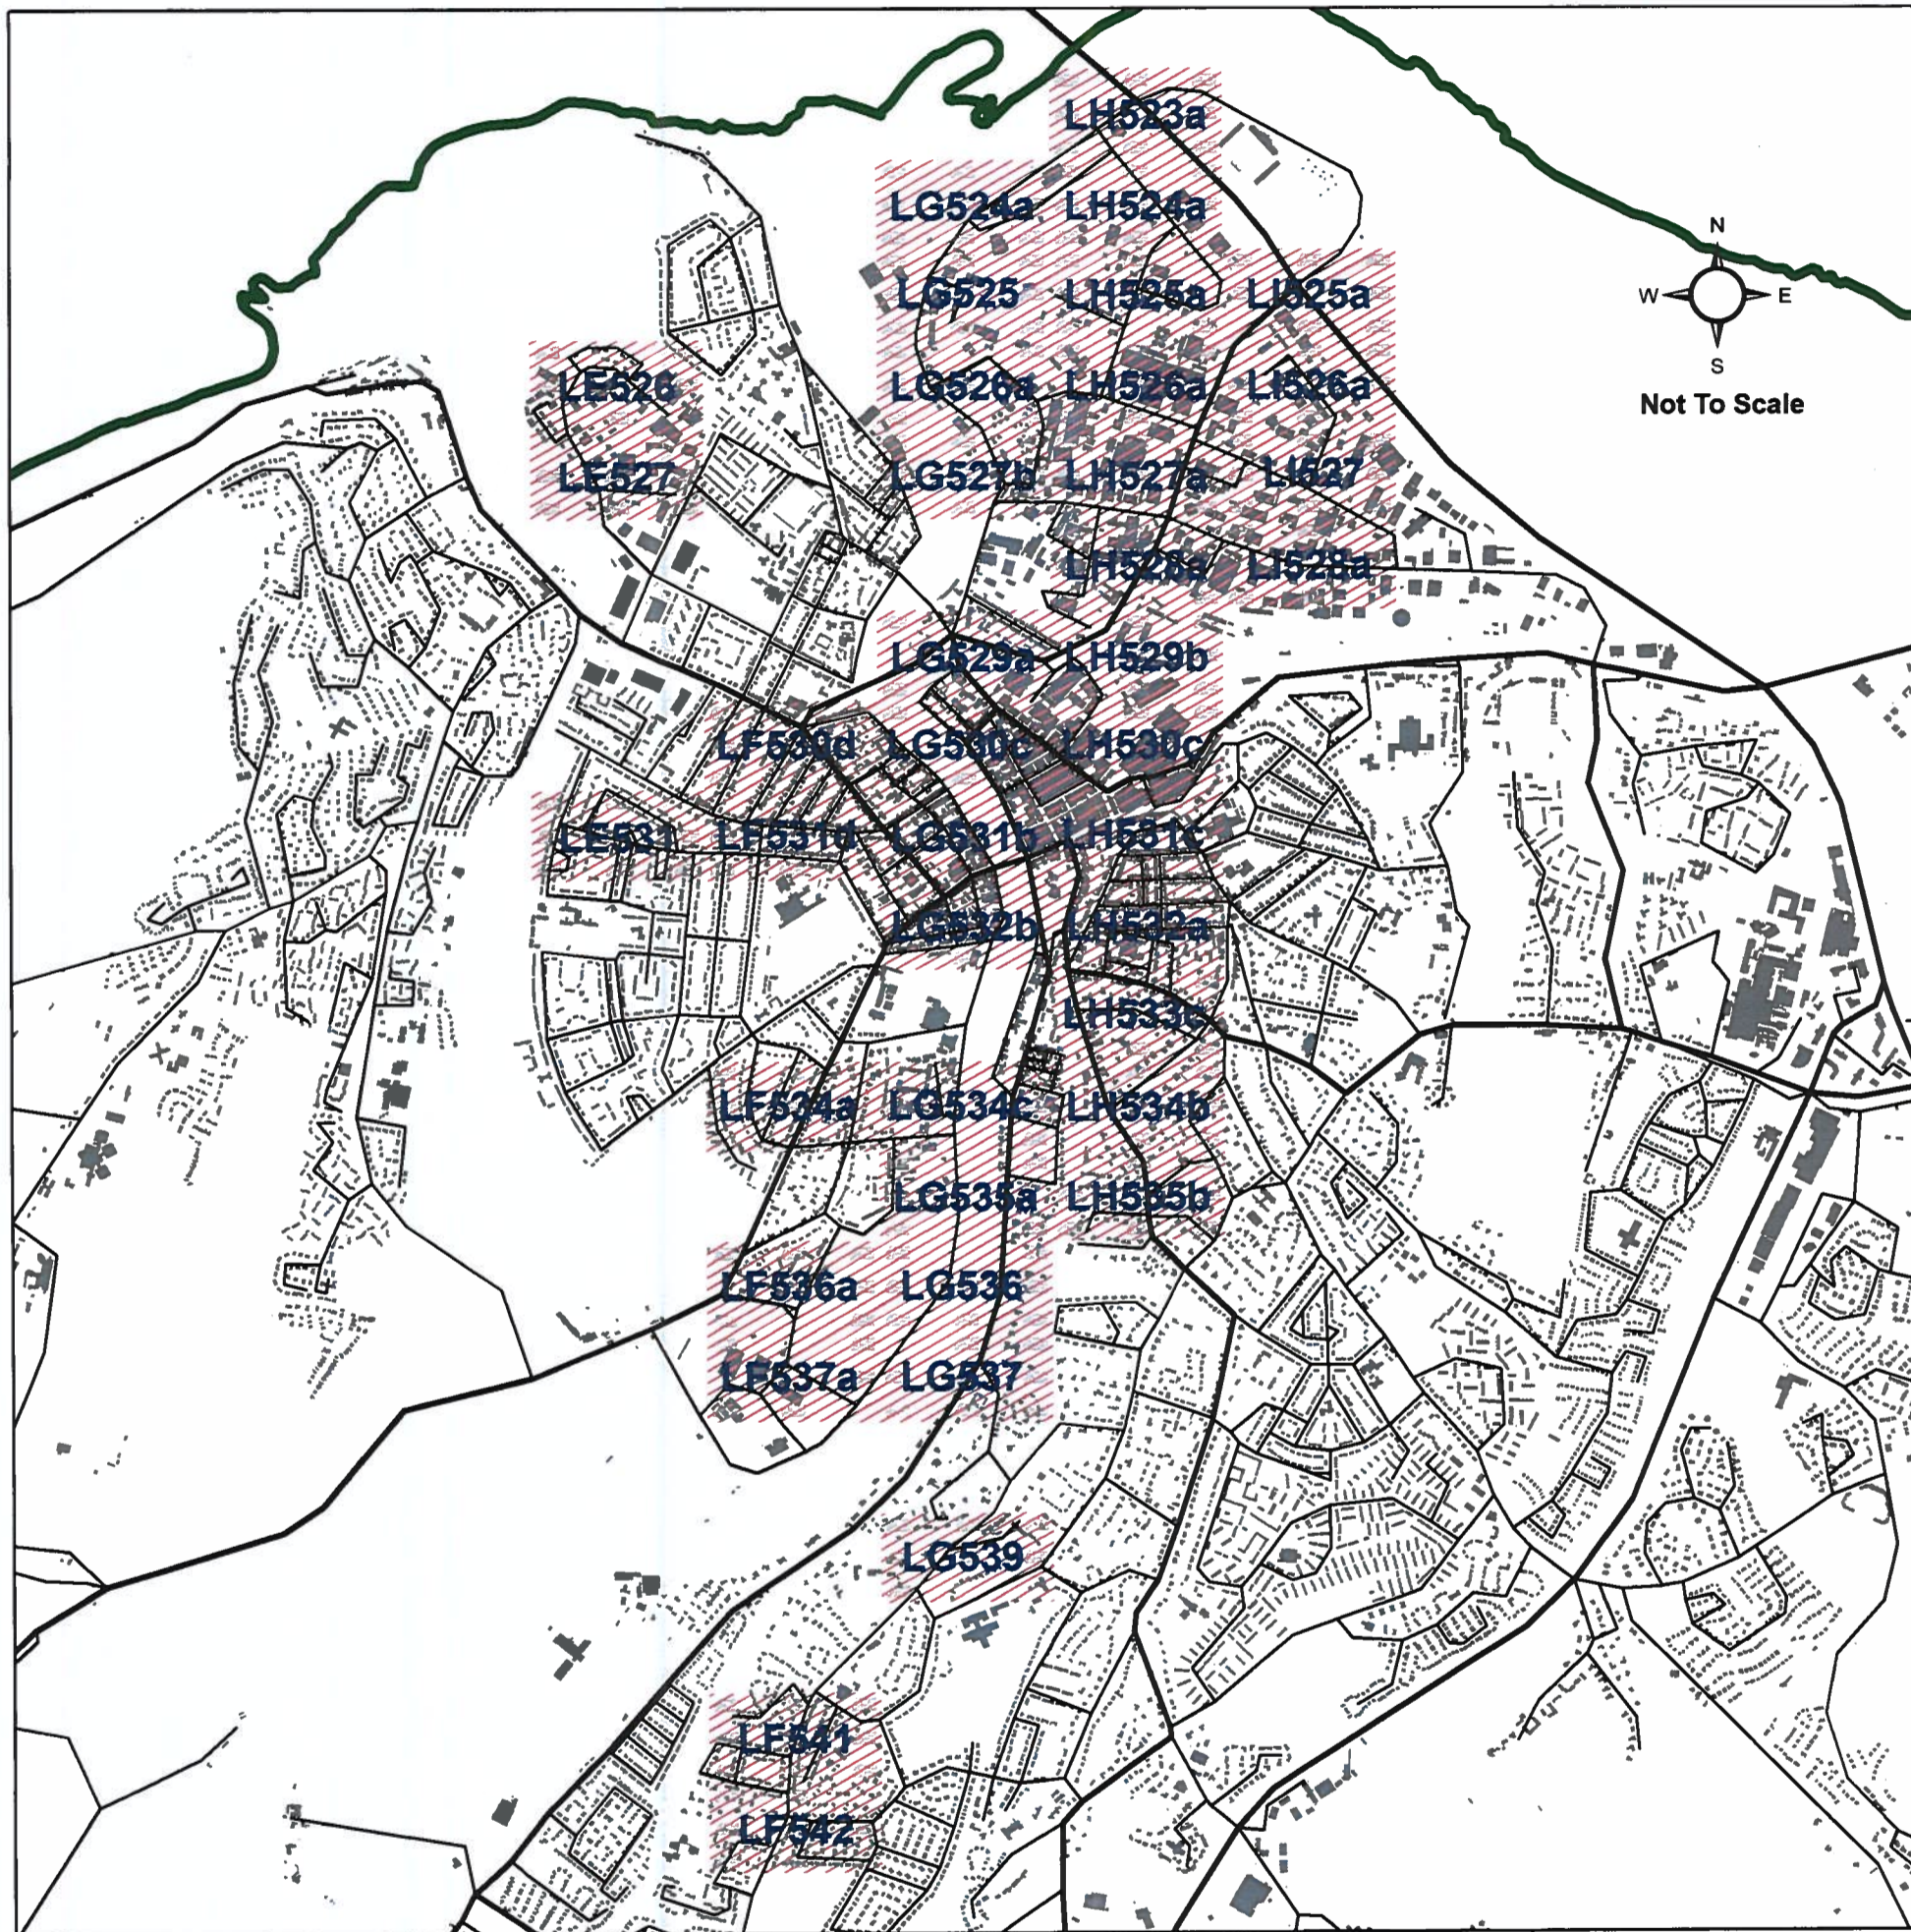 LH523a
LG524a LH524a
N
W E
S
Not To Scale
LG525 LH525a LI525a
LE526 LG526a LH526a LI526a
LE527 LG527b LH527a LI527
LH528a LI528a
LG529a LH529b
LF530d LG530c LH530c
LE531 LF531d LG531b LH531c
LG532b LH532a
LH533c
LF534a LG534c LH534b
LG535a LH535b
LF536a LG536
LF537a LG537
LG539
LF541
LF542